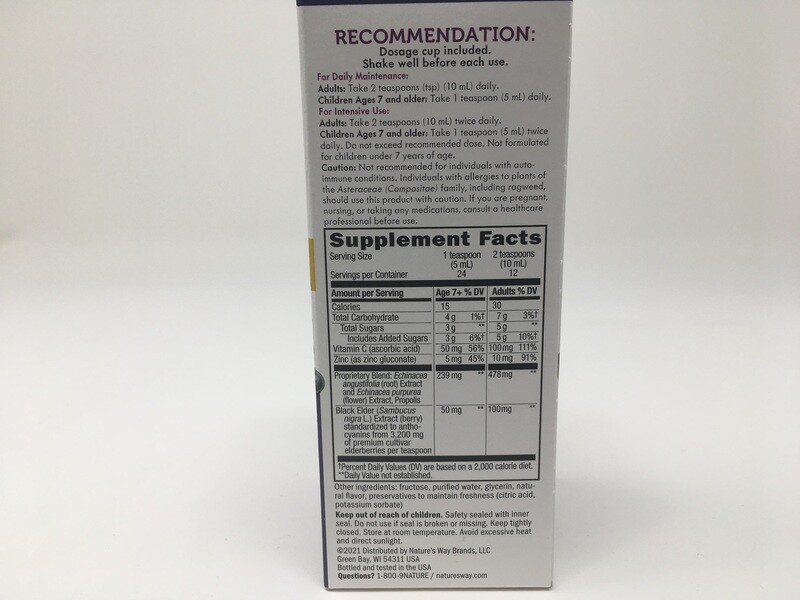 RECOMMENDATION:
Dosage cup included.
Shake well before each use.
For Daily Maintenance:
Adults: Take 2 teaspoons (tsp) (10 mL) daily.
Children Ages 7 and older: Take 1 teaspoon (5 mL) daily.
For Intensive Use:
Adults: Take 2 teaspoons (10 mL) twice daily.
Children Ages 7 and older: Take 1 teaspoon (5 mL) twice
daily. Do not exceed recommended dose. Not formulated
for children under 7 years of age.
Caution: Not recommended for individuals with auto-
immune conditions. Individuals with allergies to plants of
the Asteraceae (Compositae) family, including ragweed,
should use this product with caution. If you are pregnant,
nursing, or taking any medications, consult a healthcare
professional before use.
Supplement Facts
Serving Size 1 teaspoon 2 teaspoons
(5 mL) (10 mL)
Servings per Container 24 12
Amount per Serving Age 7+ % DV Adults % DV
Calories 15 30
Total Carbohydrate 4 g 1%† 7 g 3%†
Total Sugars 3 g ** 5 g **
Includes Added Sugars 3 g 6%† 5 g 10%†
Vitamin C (ascorbic acid) 50 mg 56% 100 mg 111%
Zinc (as zinc gluconate) 5 mg 45% 10 mg 91%
Proprietary Blend: Echinacea 239 mg ** 478 mg **
angustifolia (root) Extract
and Echinacea purpurea
(flower) Extract, Propolis
Black Elder (Sambucus 50 mg ** 100 mg **
nigra L.) Extract (berry)
standardized to antho-
cyanins from 3,200 mg
of premium cultivar
elderberries per teaspoon
†Percent Daily Values (DV) are based on a 2,000 calorie diet.
**Daily Value not established.
Other ingredients: fructose, purified water, glycerin, natu-
ral flavor, preservatives to maintain freshness (citric acid,
potassium sorbate)
Keep out of reach of children. Safety sealed with inner
seal. Do not use if seal is broken or missing. Keep tightly
closed. Store at room temperature. Avoid excessive heat
and direct sunlight.
©2021 Distributed by Nature's Way Brands, LLC
Green Bay, WI 54311 USA
Bottled and tested in the USA
Questions? 1-800-9NATURE / naturesway.com